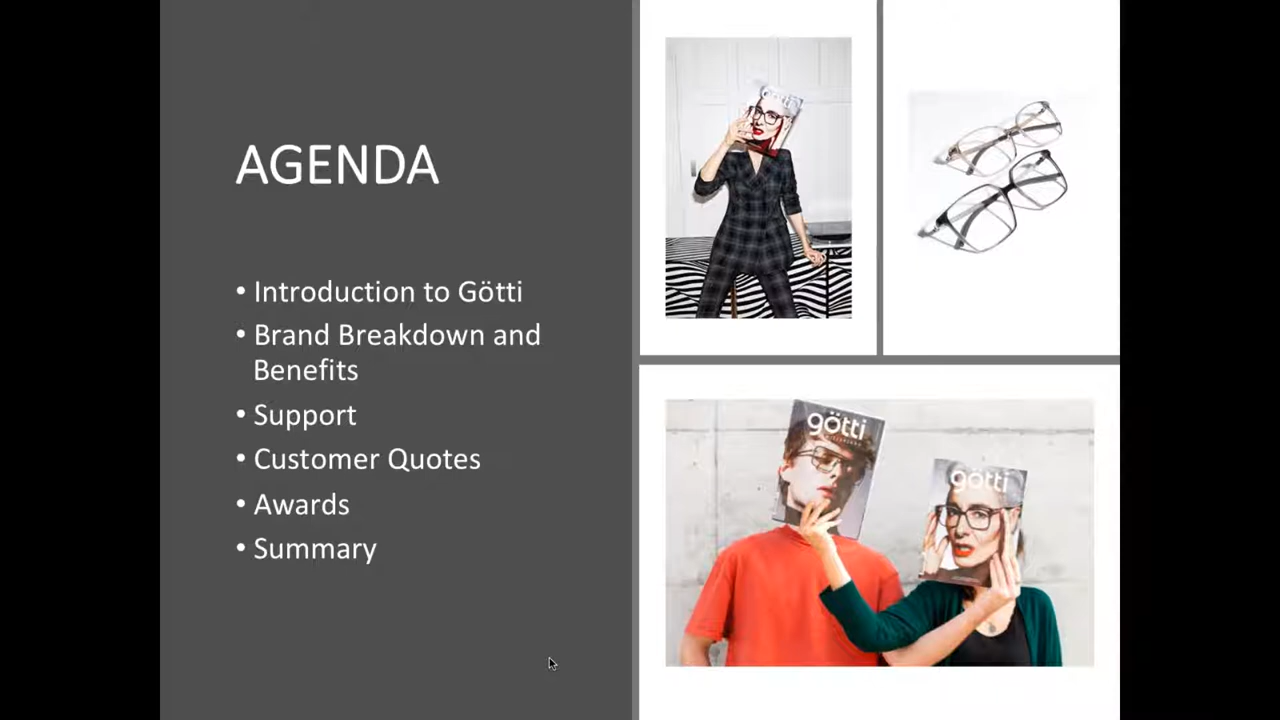 AGENDA
• Introduction to Götti
• Brand Breakdown and
Benefits
• Support
• Customer Quotes
• Awards
• Summary
götti
götti